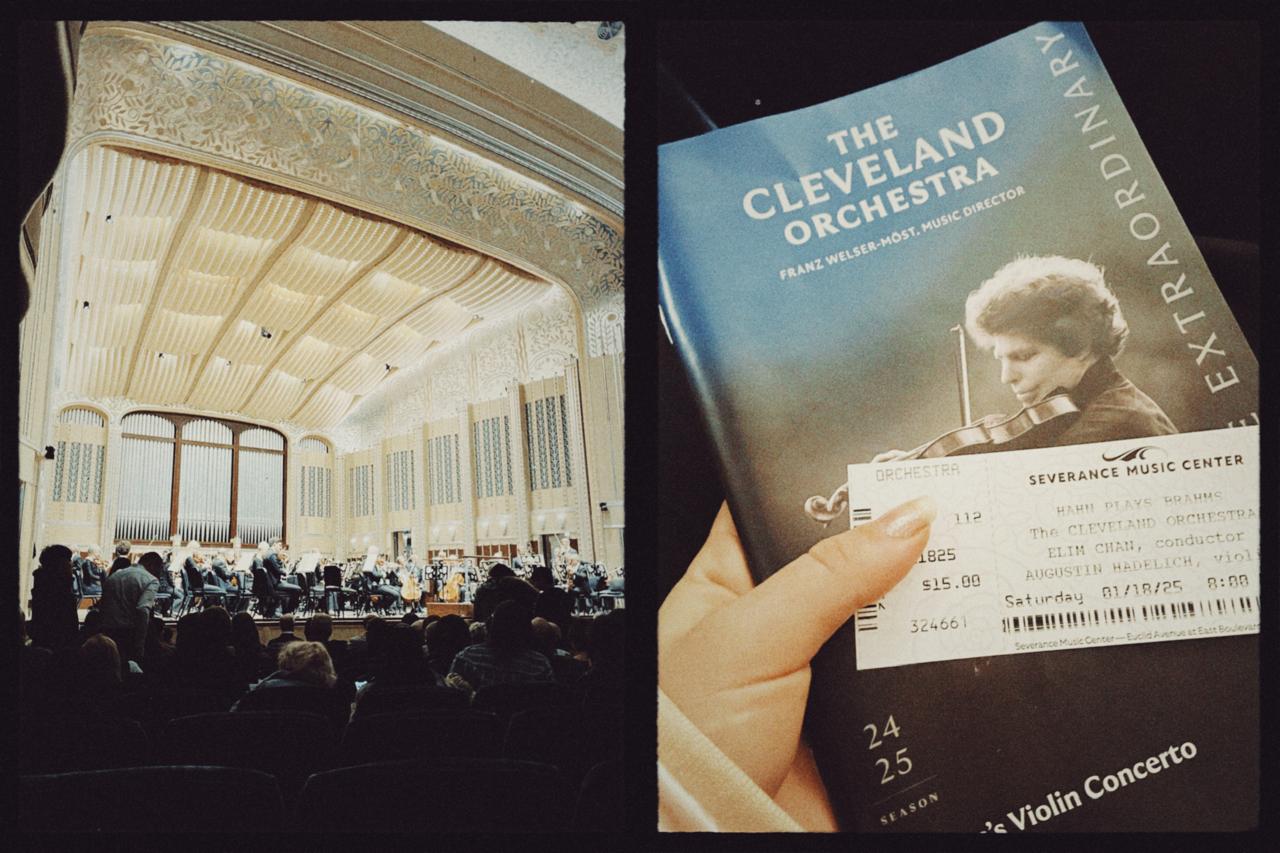 THE
CLEVELAND
ORCHESTRA
FRANZ WELSER-MÖST, MUSIC DIRECTOR
EXTRAORDINARY
ORCHESTRA
112
1825
$15.00
324661
SEVERANCE MUSIC CENTER
HAHN PLAYS BRAHMS
The CLEVELAND ORCHESTRA
ELIM CHAN, conductor
AUGUSTIN HADELICH, viol
Saturday 01/18/25 8:00
Severance Music Center — Euclid Avenue at East Boulevar
24
25
SEASON
's Violin Concerto